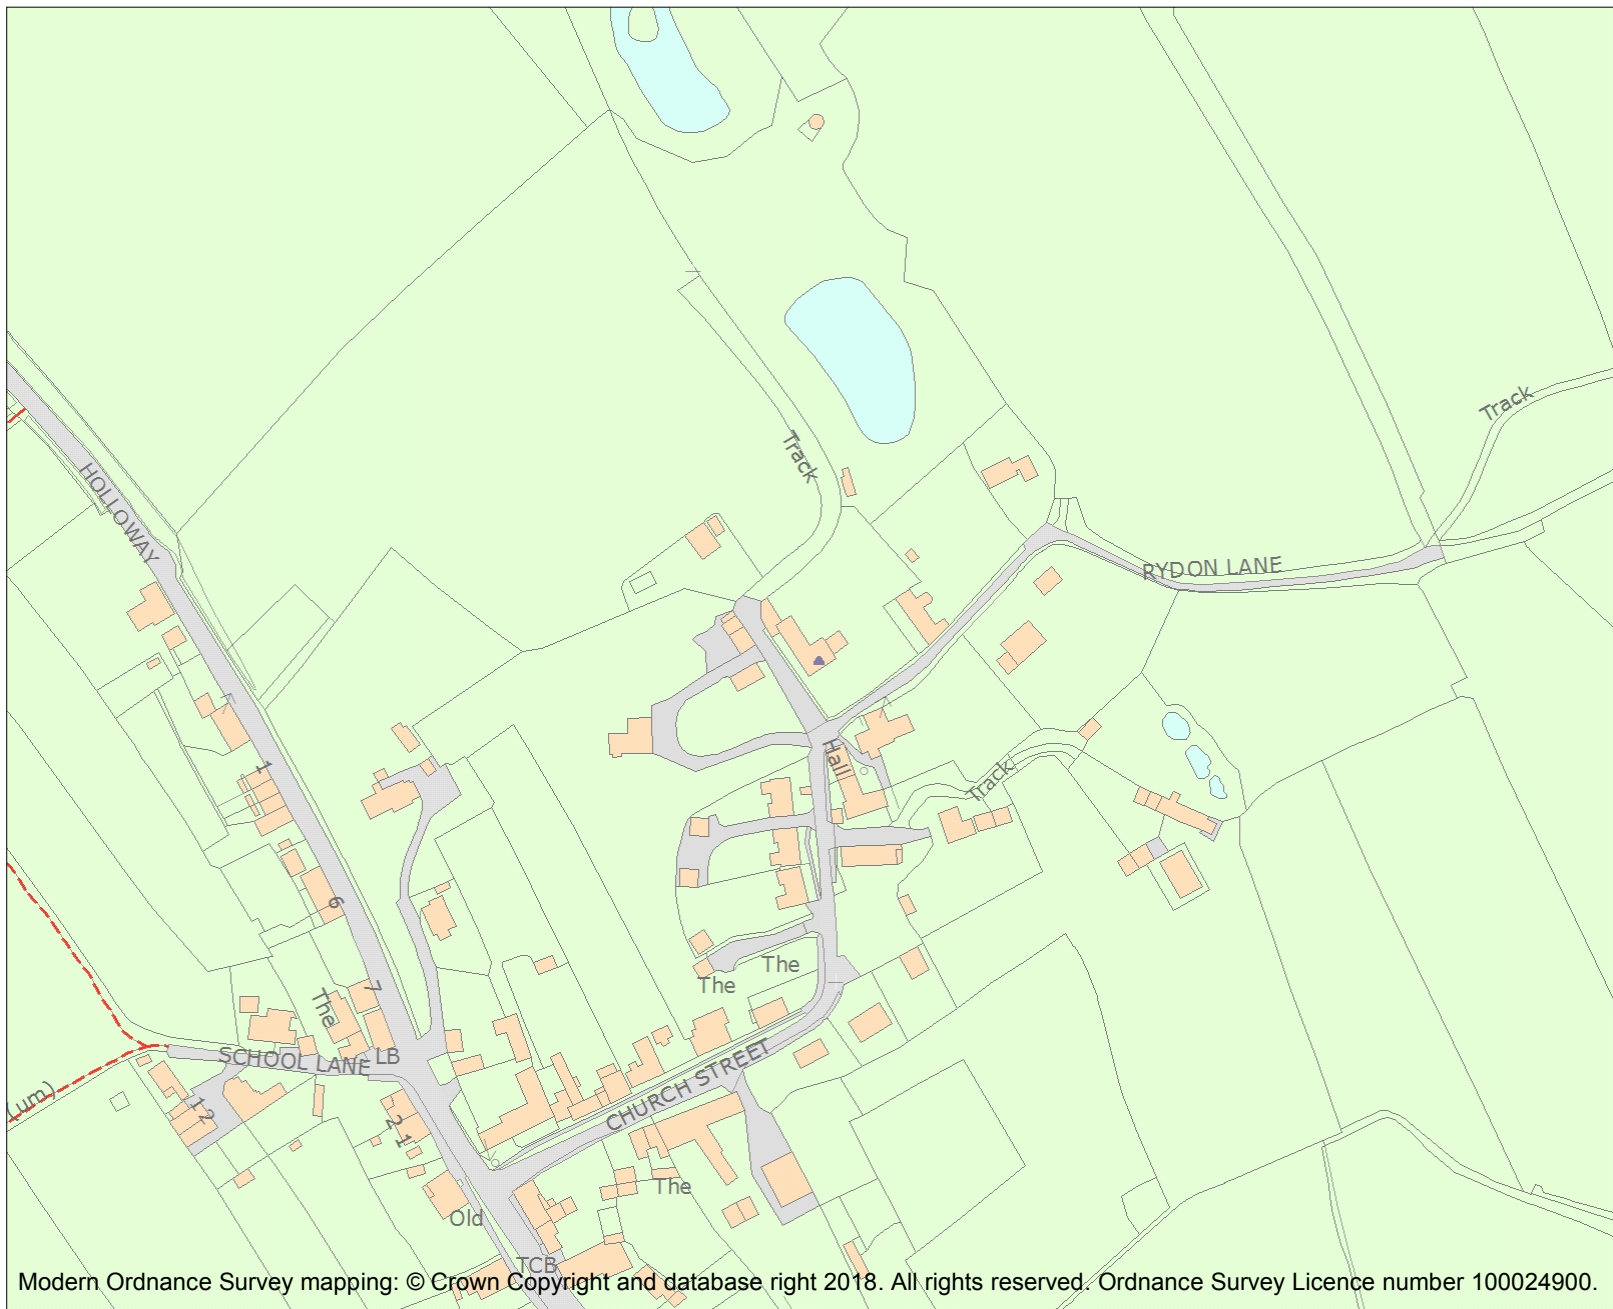 Track
Track
HOLLOWAY
RYDON LANE
Hall
1
Track
6
The
The
7
The
SCHOOL LANE
LB
CHURCH STREET
um)
1 2
2 1
The
Old
TCB
Modern Ordnance Survey mapping: © Crown Copyright and database right 2018. All rights reserved. Ordnance Survey Licence number 100024900.